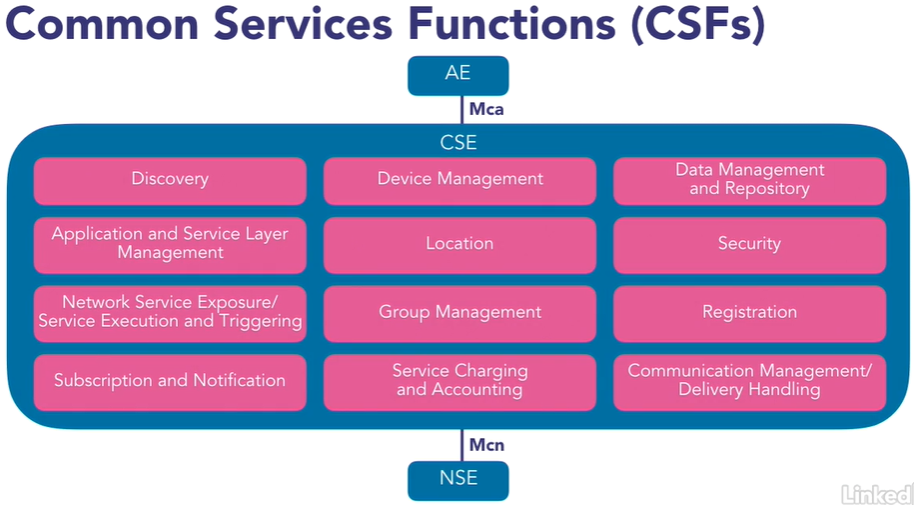 Common Services Functions (CSFs)
AE
Mca
CSE
Discovery
Device Management
Data Management
and Repository
Application and Service Layer
Management
Location
Security
Network Service Exposure/
Service Execution and Triggering
Group Management
Registration
Subscription and Notification
Service Charging
and Accounting
Communication Management/
Delivery Handling
Mcn
NSE
Linked